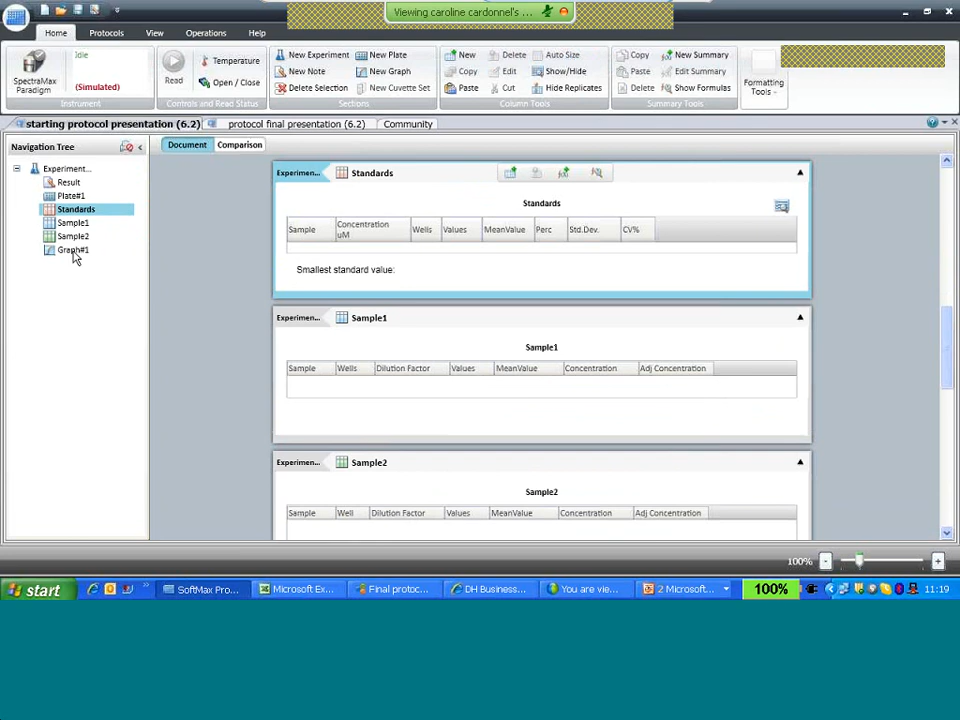 Viewing caroline cardonnel's ...
Home Protocols View Operations Help
Idle
SpectraMax
Paradigm
(Simulated)
Instrument
Read
Temperature
Open / Close
Controls and Read Status
New Experiment New Plate
New Note New Graph
Delete Selection New Cuvette Set
Sections
New Delete Auto Size
Copy Edit Show/Hide
Paste Cut Hide Replicates
Column Tools
Copy New Summary
Paste Edit Summary
Delete Show Formulas
Summary Tools
Formatting
Tools
starting protocol presentation (6.2) protocol final presentation (6.2) Community
Navigation Tree
Experiment...
Result
Plate#1
Standards
Sample1
Sample2
Graph#1
Document Comparison
Experimen... Standards
Standards
Sample Concentration uM Wells Values MeanValue Perc Std.Dev. CV%
Smallest standard value:
Experimen... Sample1
Sample1
Sample Wells Dilution Factor Values MeanValue Concentration Adj Concentration
Experimen... Sample2
Sample2
Sample Well Dilution Factor Values MeanValue Concentration Adj Concentration
100%
start SoftMax Pro... Microsoft Ex... Final protoc... DH Business... You are vie... 2 Microsoft... 100% 11:19